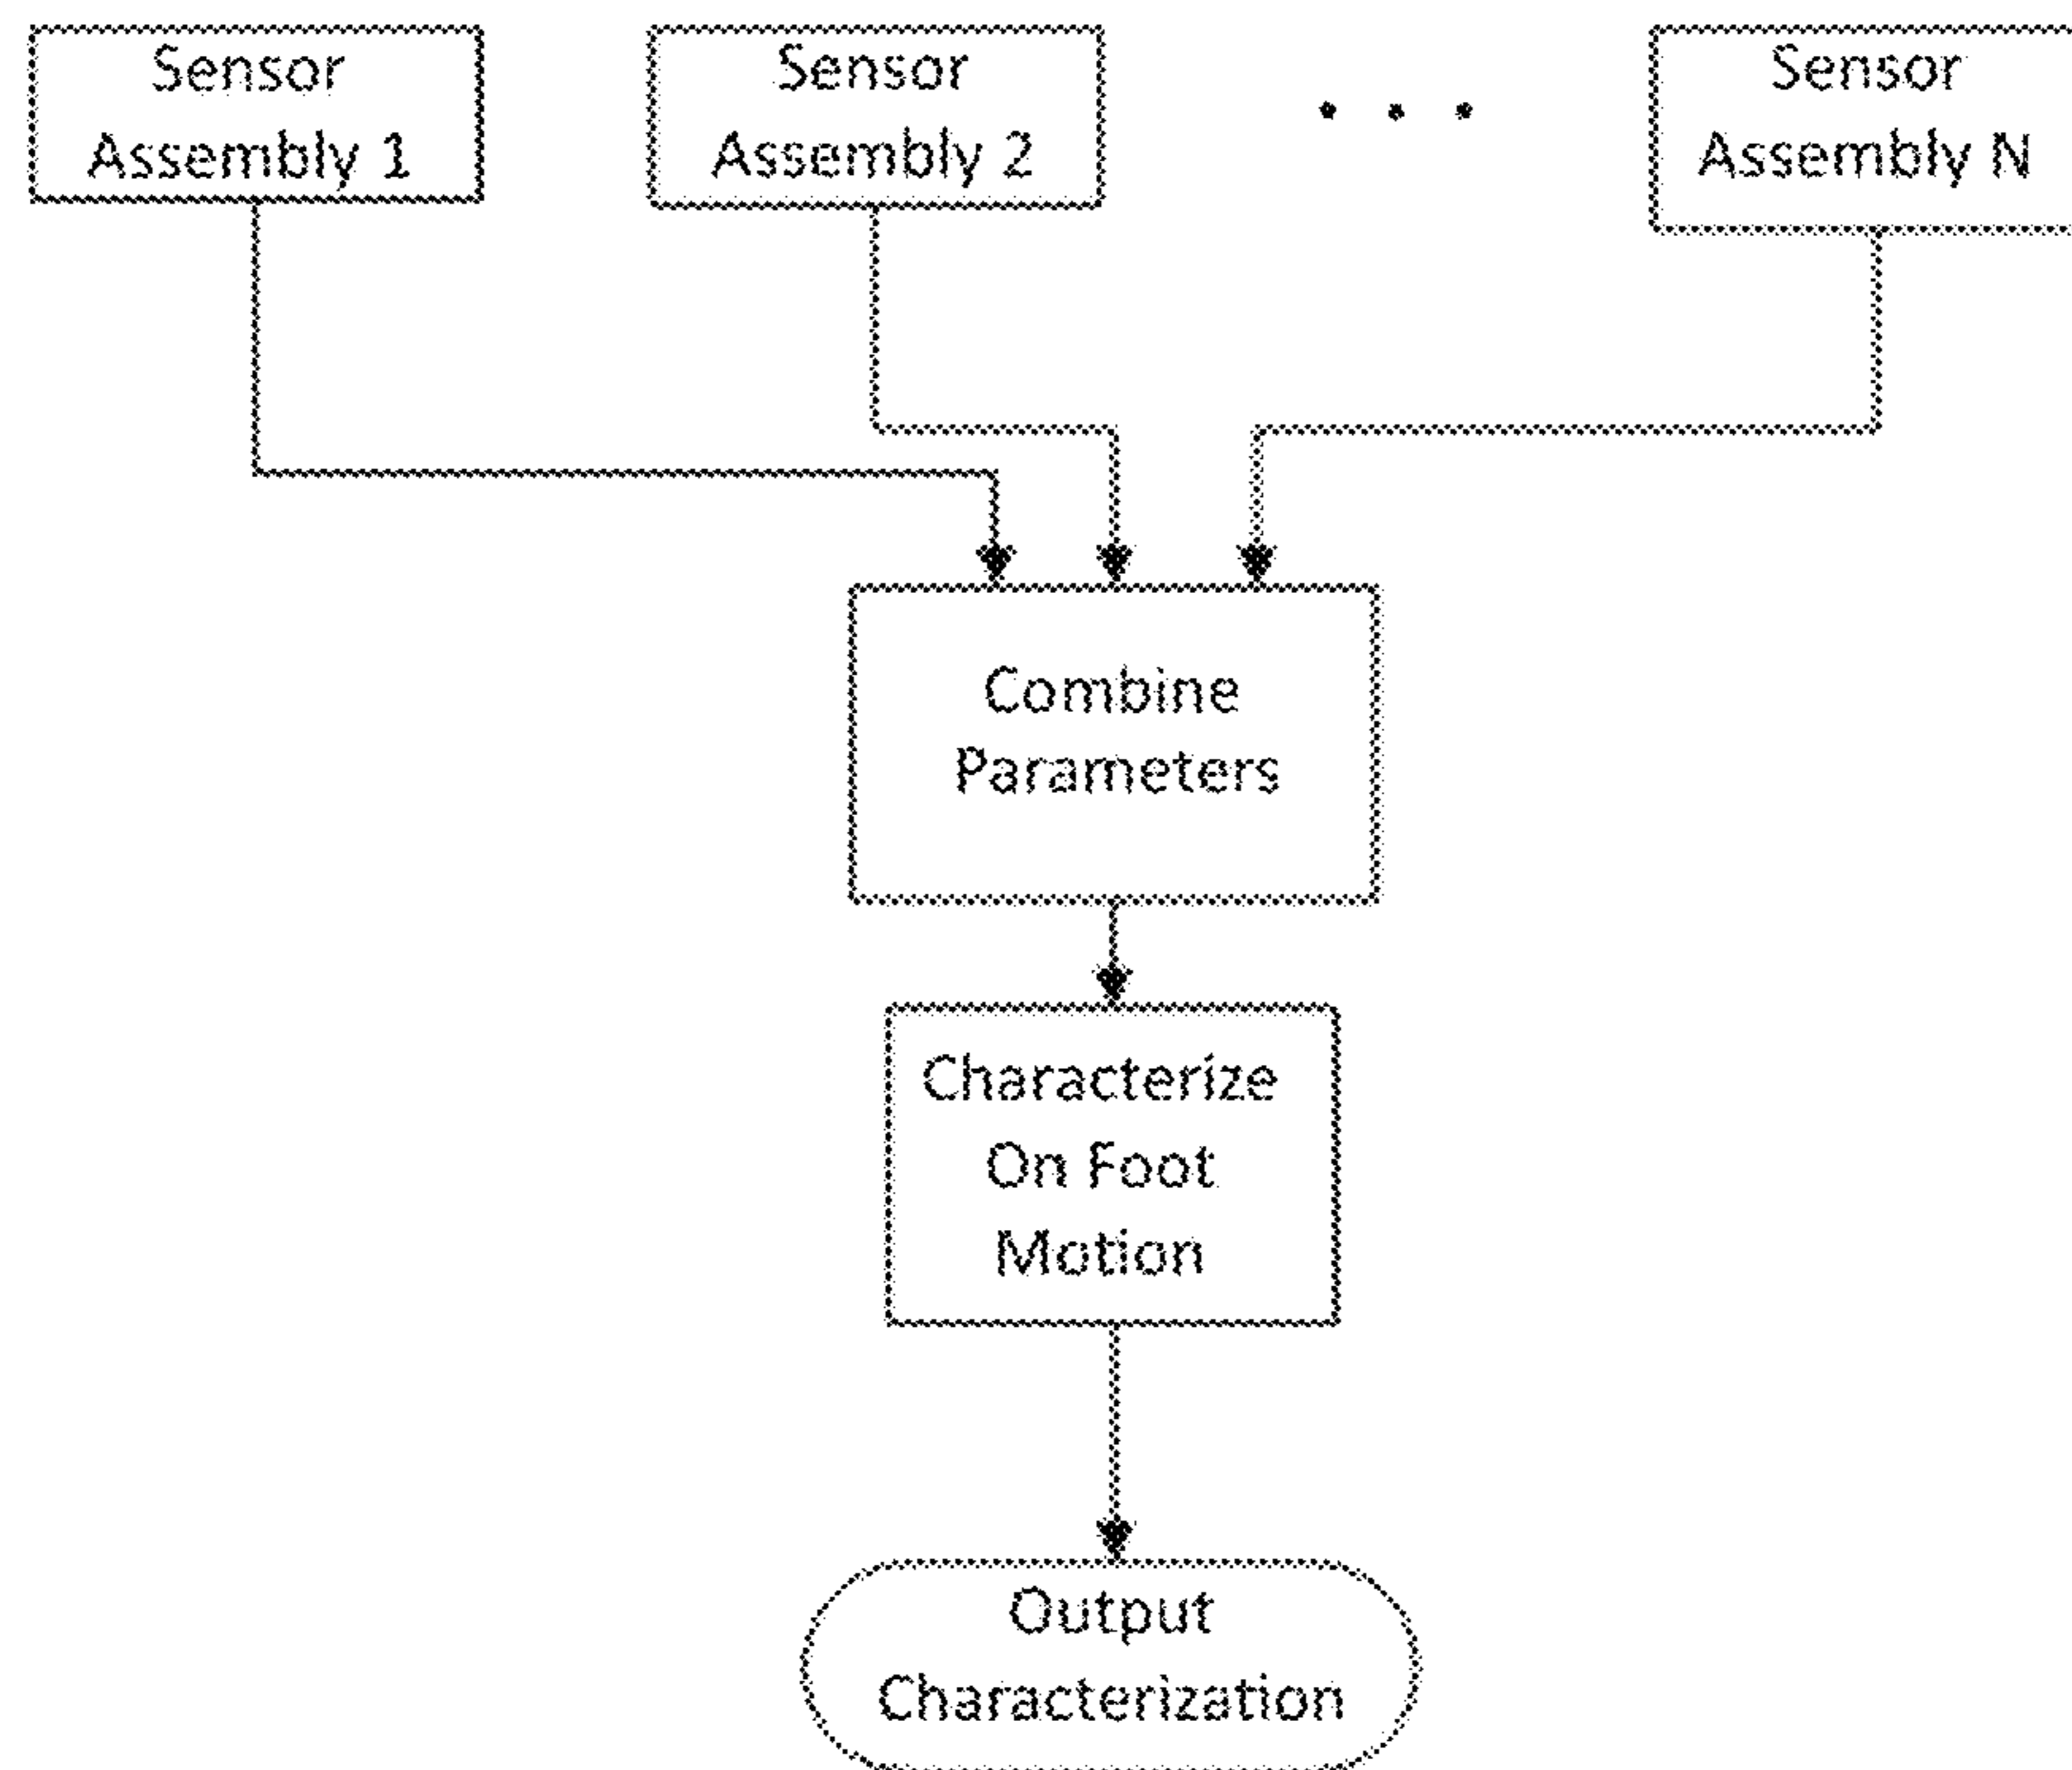 Sensor
Assembly 1
Sensor
Assembly 2
. . .
Sensor
Assembly N
Combine
Parameters
Characterize
On Foot
Motion
Output
Characterization